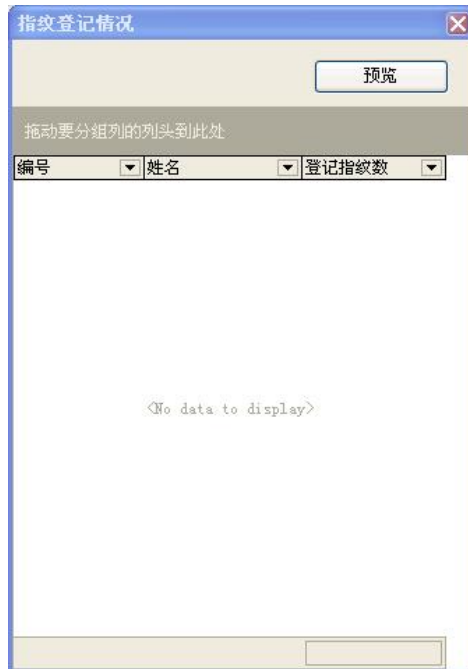 指纹登记情况
预览
拖动要分组列的列头到此处
编号 姓名 登记指纹数
<No data to display>